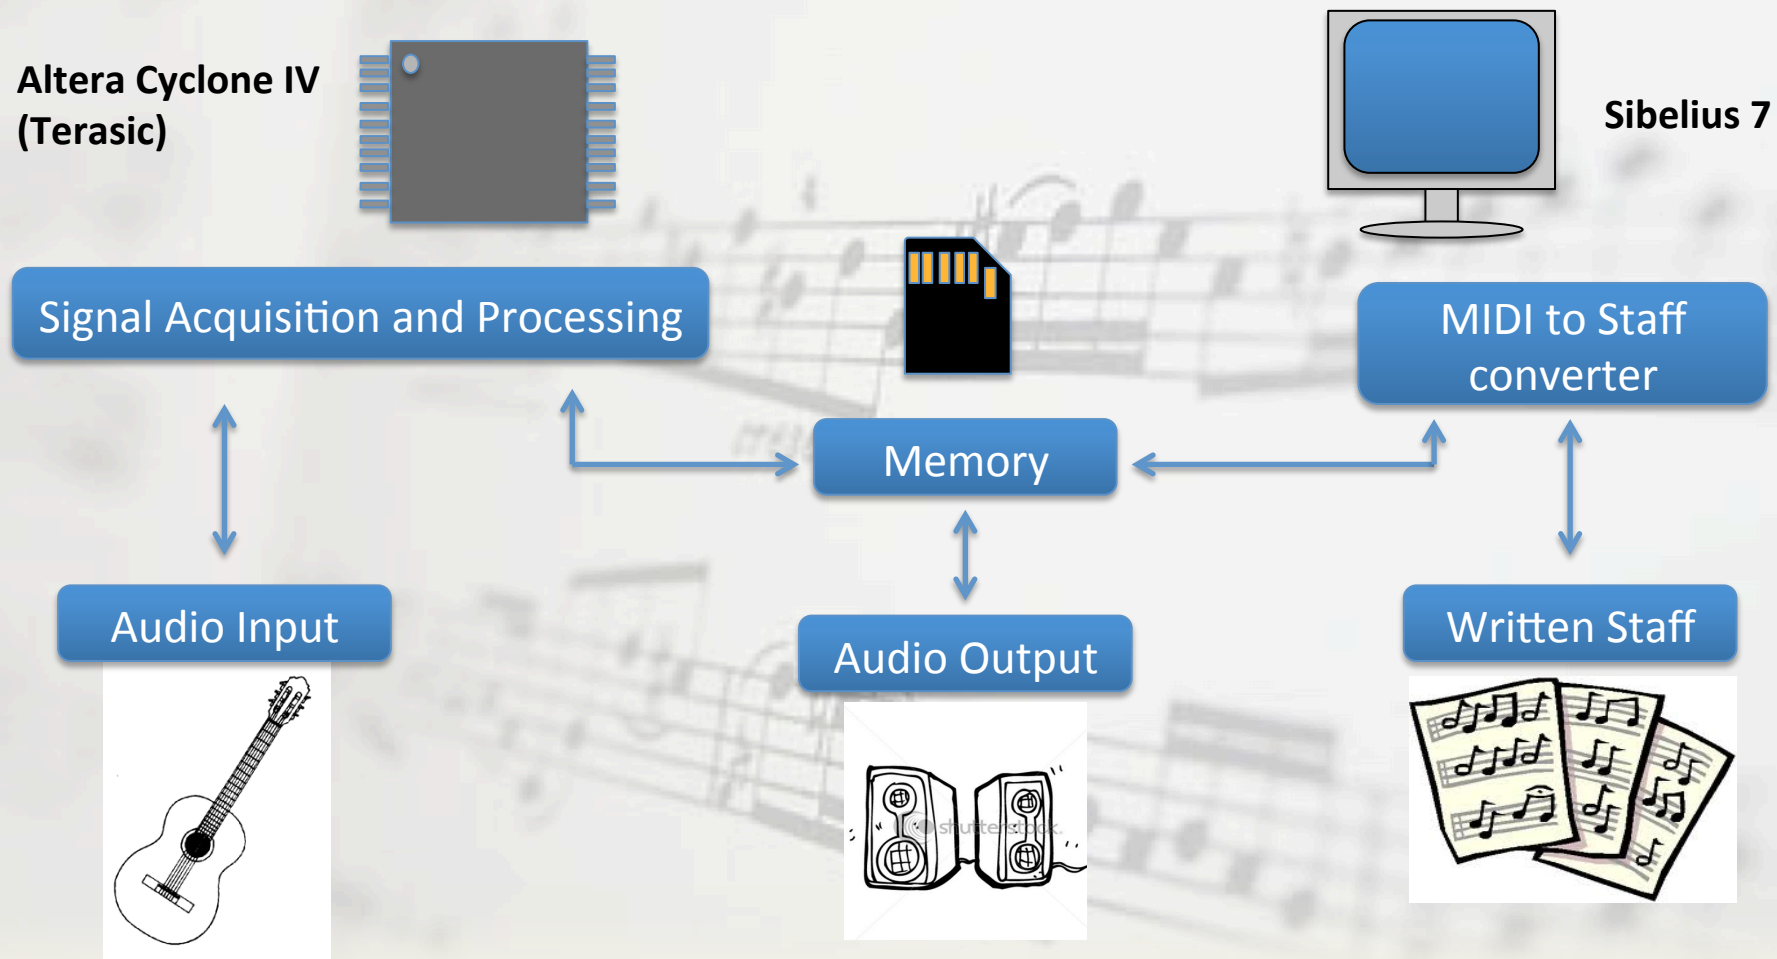 Altera Cyclone IV
(Terasic)
Sibelius 7
Signal Acquisition and Processing
MIDI to Staff
converter
Memory
Audio Input
Audio Output
Written Staff
shutterstock.